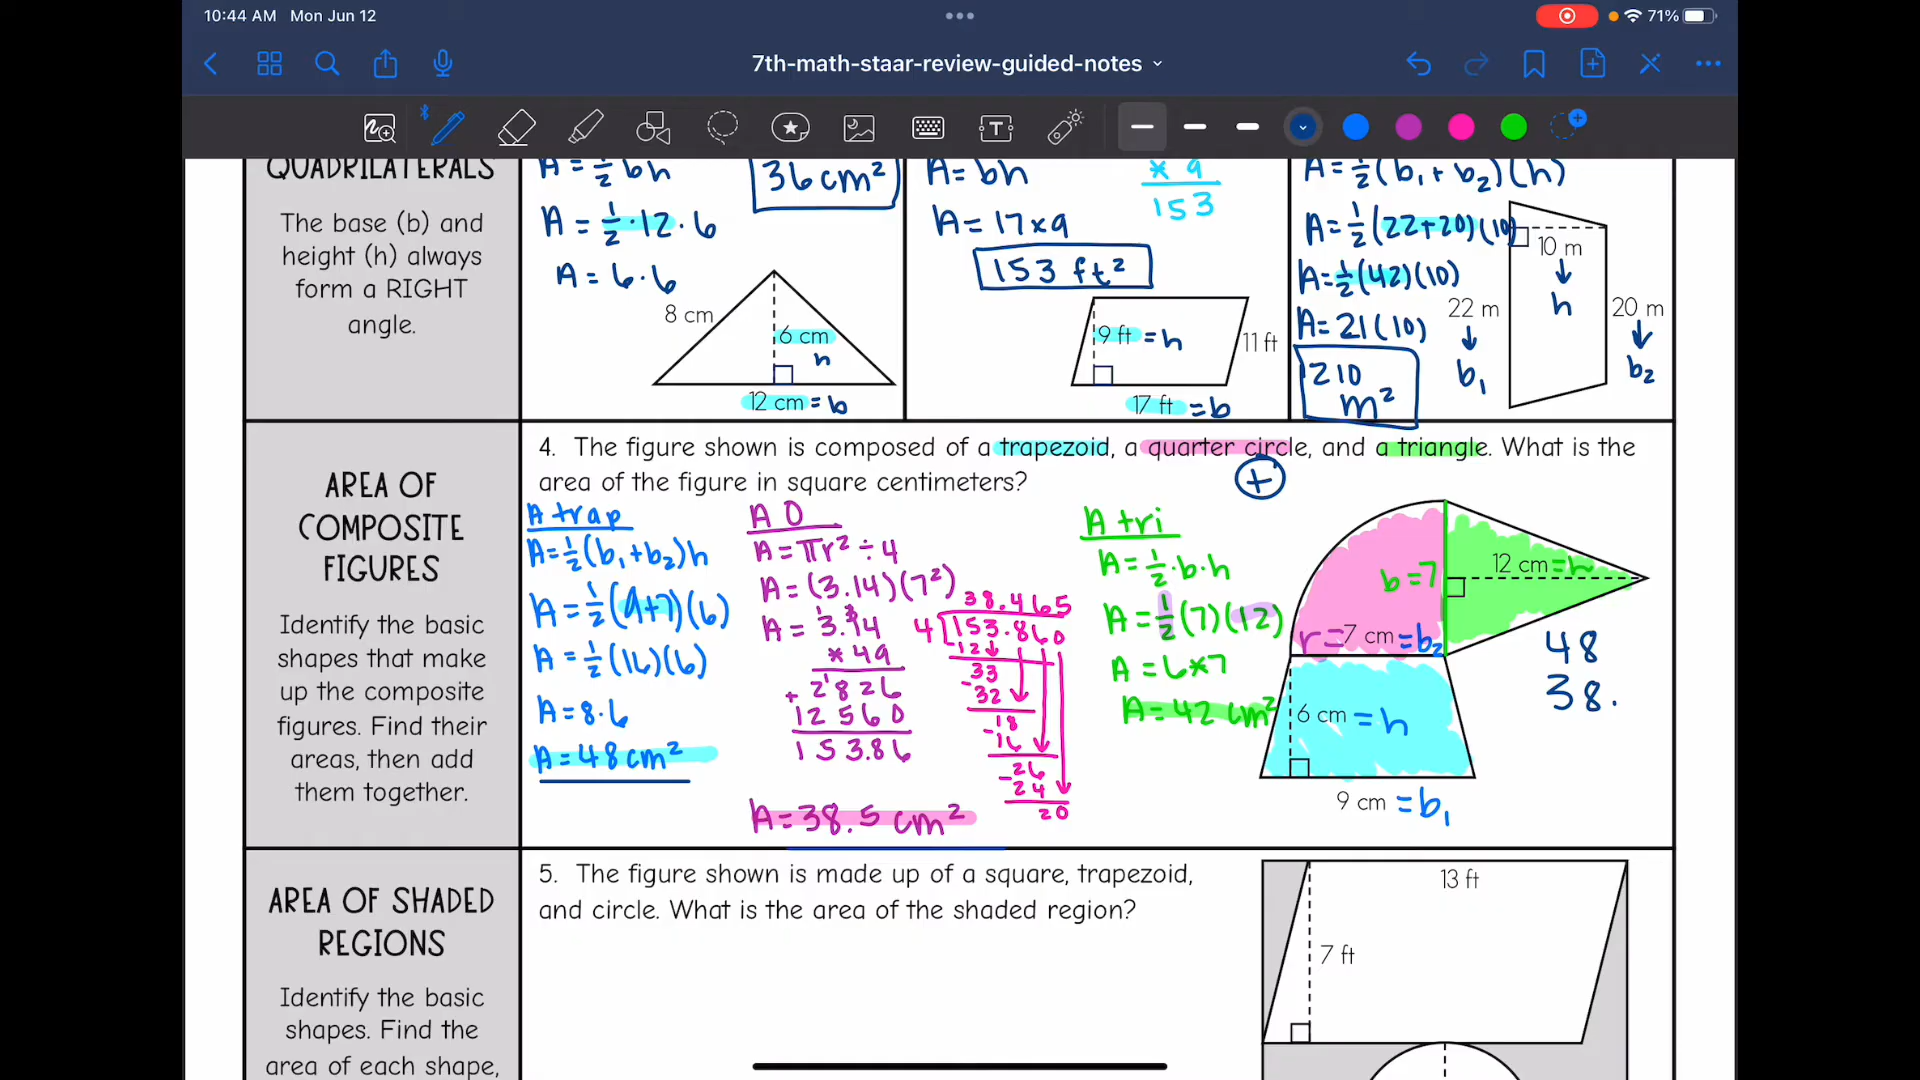 10:44 AM Mon Jun 12
71%
7th-math-staar-review-guided-notes
QUADRILATERALS
The base (b) and
height (h) always
form a RIGHT
angle.
A = ½ bh
36 cm²
A = ½ · 12 · 6
A = 6 · 6
8 cm
6 cm
h
12 cm = b
A = bh
* 9
153
A = 17 x 9
153 ft²
9 ft = h
11 ft
17 ft = b
A = ½ (b₁ + b₂)(h)
A = ½ (22+20)(10)
A = ½ (42)(10)
A = 21(10)
210
m²
10 m
h
22 m
b₁
20 m
b₂
AREA OF
COMPOSITE
FIGURES
Identify the basic
shapes that make
up the composite
figures. Find their
areas, then add
them together.
4. The figure shown is composed of a trapezoid, a quarter circle, and a triangle. What is the
area of the figure in square centimeters?
+
A trap
A = ½ (b₁ + b₂) h
A = ½ (9+7)(6)
A = ½ (16)(6)
A = 8 · 6
A = 48 cm²
A O
A = πr² ÷ 4
A = (3.14)(7²)
A = 3.14
* 49
+ 2826
12560
153.86
A = 38.5 cm²
38.465
4 153.860
12
33
-32
18
-16
26
-24
20
A tri
A = ½ · b · h
A = ½ (7)(12)
A = 6 * 7
A = 42 cm²
b = 7
12 cm = h
r = 7 cm = b₂
6 cm = h
9 cm = b₁
48
38.
AREA OF SHADED
REGIONS
Identify the basic
shapes. Find the
area of each shape,
5. The figure shown is made up of a square, trapezoid,
and circle. What is the area of the shaded region?
13 ft
7 ft